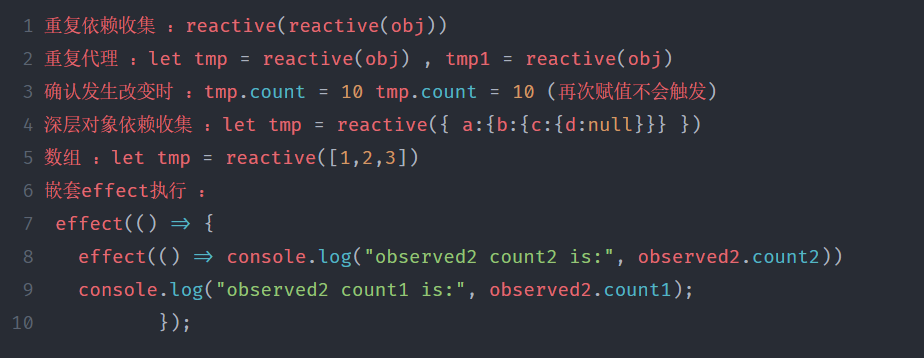 1 重复依赖收集 ：reactive(reactive(obj))
2 重复代理 ：let tmp = reactive(obj) , tmp1 = reactive(obj)
3 确认发生改变时 ：tmp.count = 10 tmp.count = 10 (再次赋值不会触发)
4 深层对象依赖收集 ：let tmp = reactive({ a:{b:{c:{d:null}}} })
5 数组 ：let tmp = reactive([1,2,3])
6 嵌套effect执行 ：
7 effect(() => {
8 effect(() => console.log("observed2 count2 is:", observed2.count2))
9 console.log("observed2 count1 is:", observed2.count1);
10 });